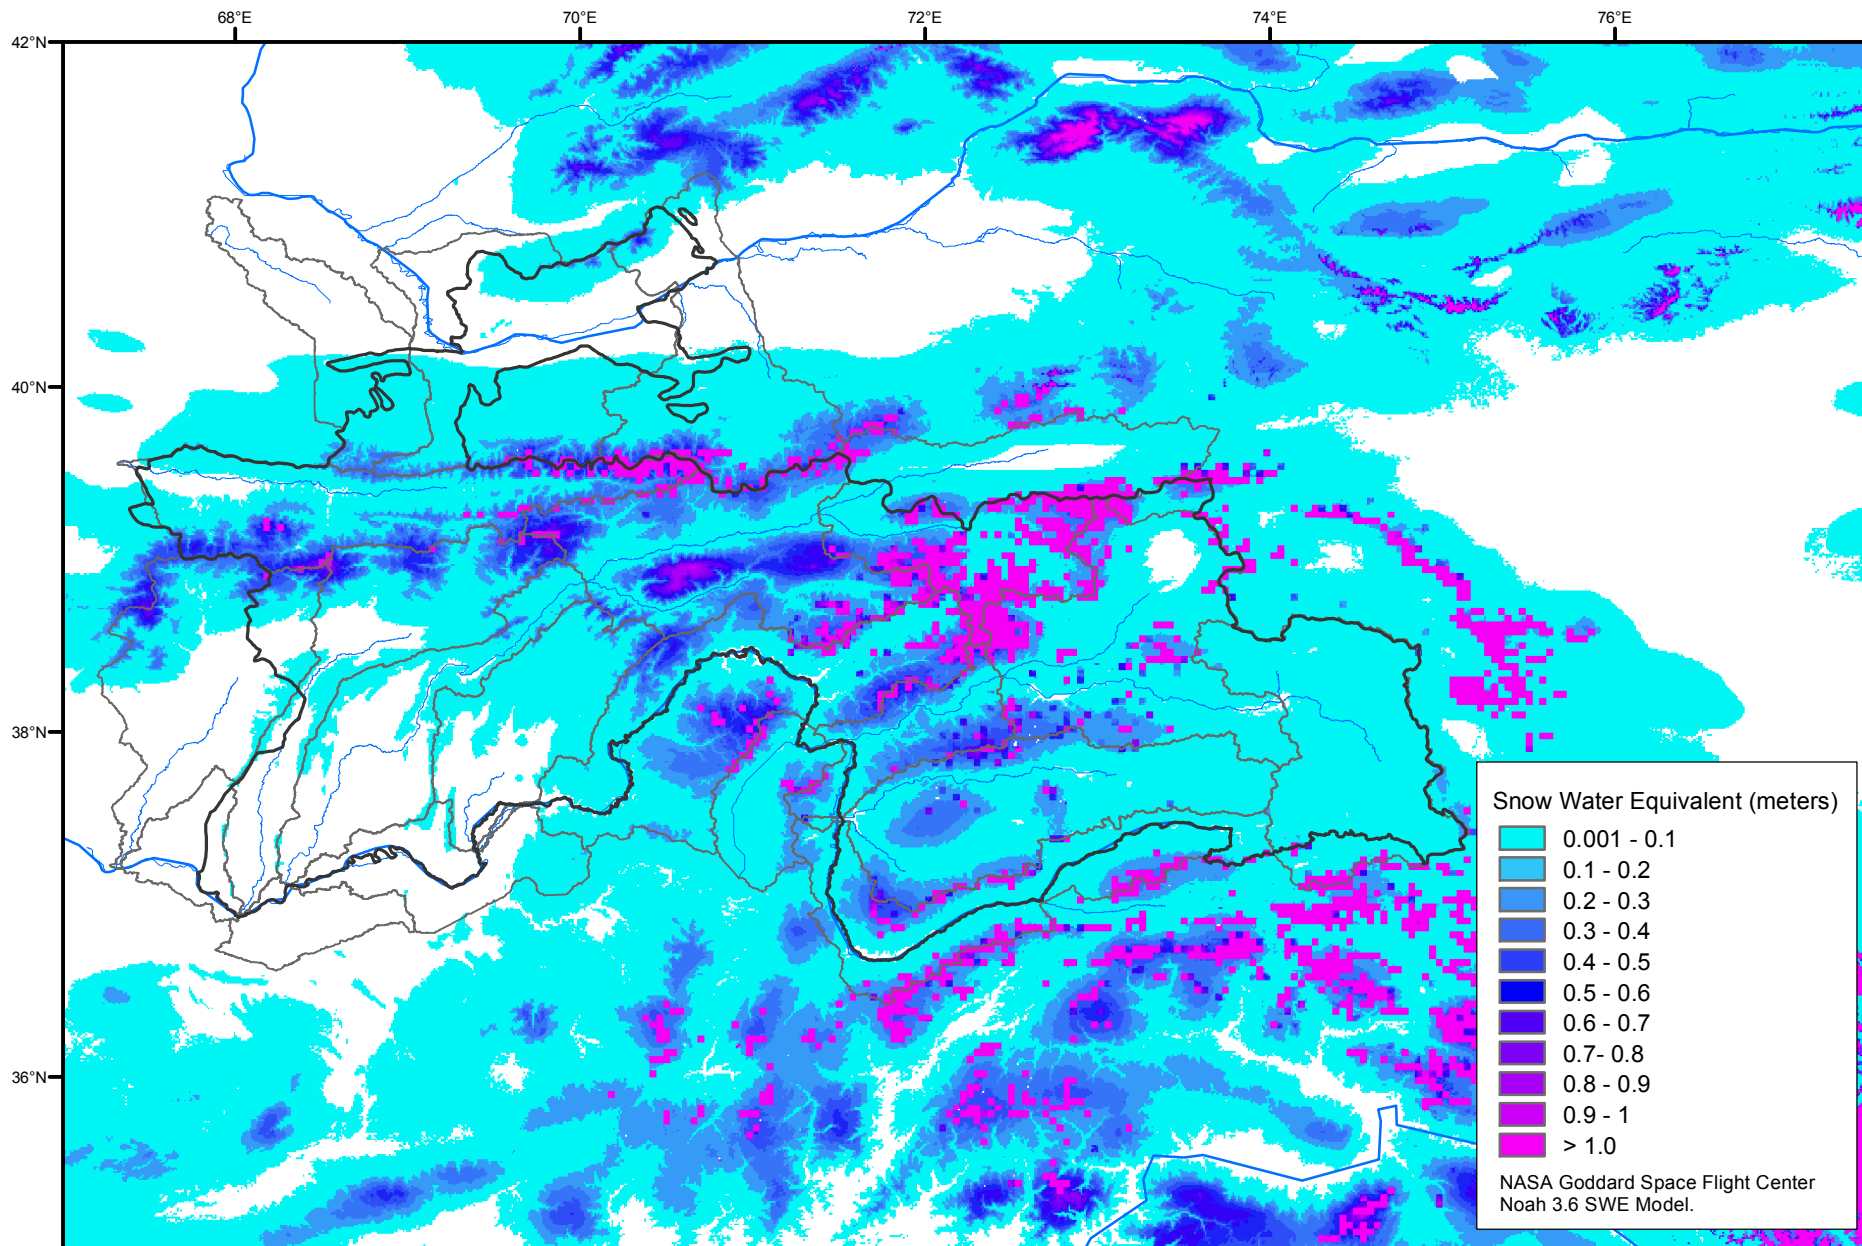 68°E 70°E 72°E 74°E 76°E
42°N
40°N
38°N
36°N
Snow Water Equivalent (meters)
0.001 - 0.1
0.1 - 0.2
0.2 - 0.3
0.3 - 0.4
0.4 - 0.5
0.5 - 0.6
0.6 - 0.7
0.7- 0.8
0.8 - 0.9
0.9 - 1
> 1.0
NASA Goddard Space Flight Center
Noah 3.6 SWE Model.